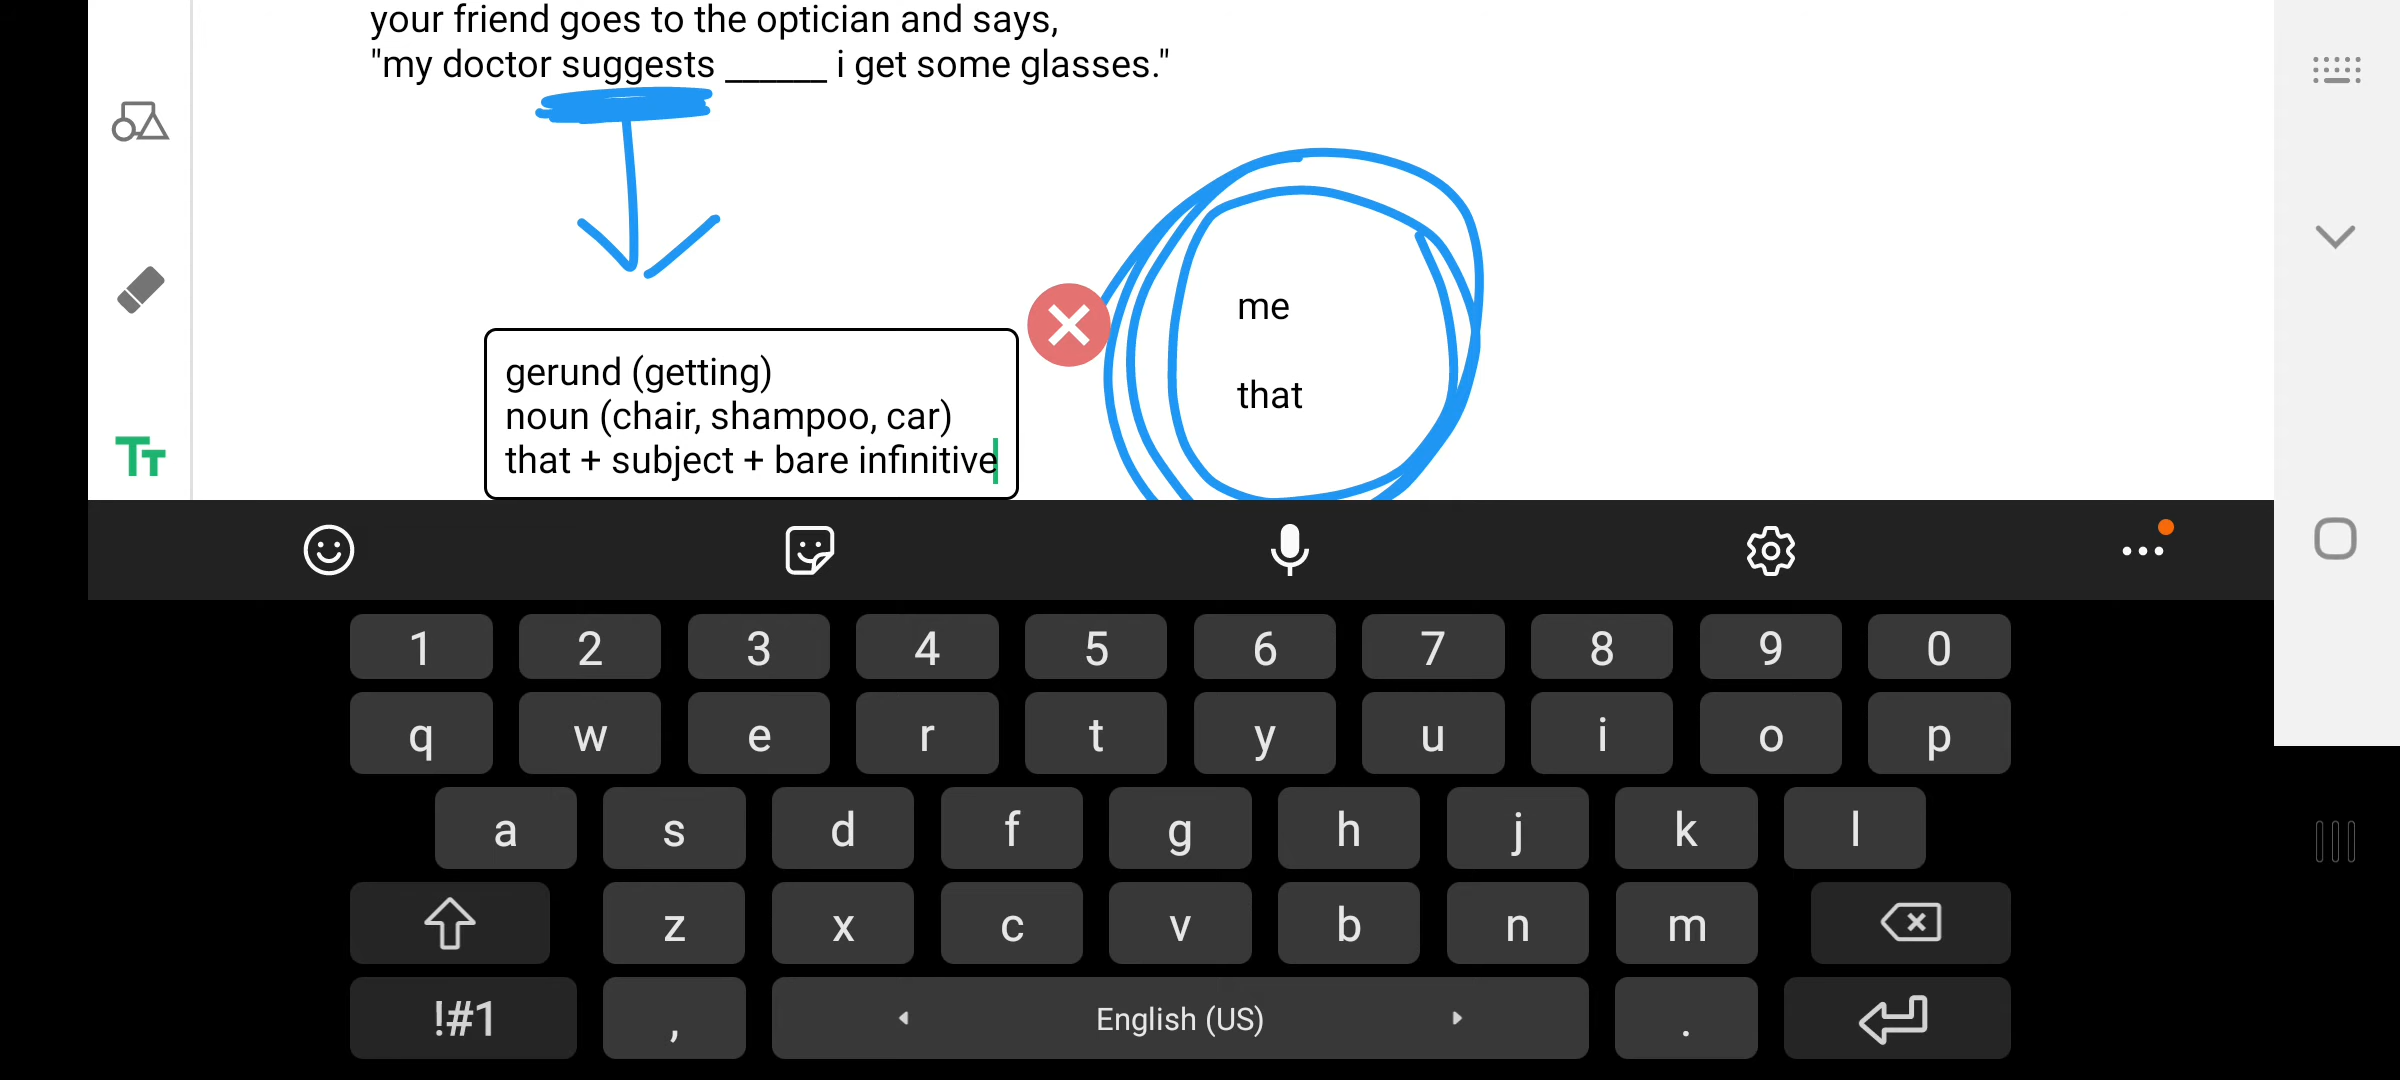 your friend goes to the optician and says,
"my doctor suggests ______ i get some glasses."
me
that
gerund (getting)
noun (chair, shampoo, car)
that + subject + bare infinitive
Tт
1 2 3 4 5 6 7 8 9 0
q w e r t y u i o p
a s d f g h j k l
z x c v b n m
!#1 , English (US) .